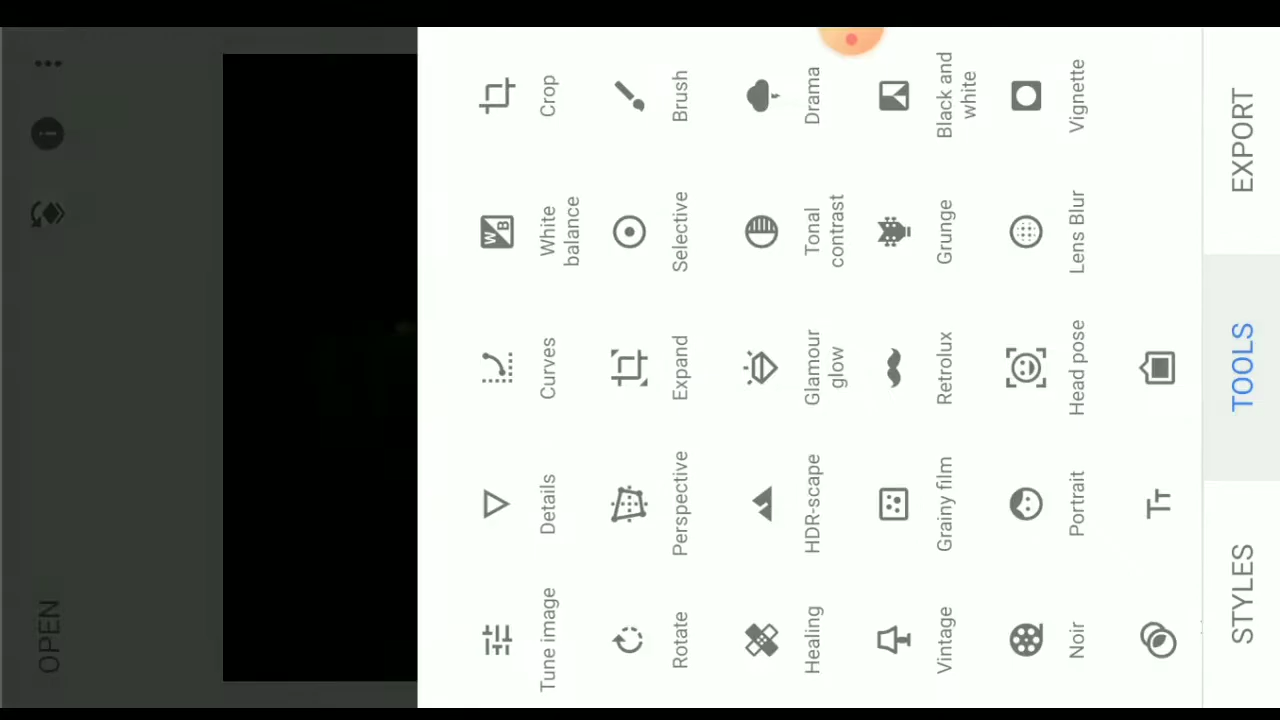 OPEN
Tune image
Details
Curves
White
balance
Crop
Rotate
Perspective
Expand
Selective
Brush
Healing
HDR-scape
Glamour
glow
Tonal
contrast
Drama
Vintage
Grainy film
Retrolux
Grunge
Black and
white
Noir
Portrait
Head pose
Lens Blur
Vignette
STYLES
TOOLS
EXPORT